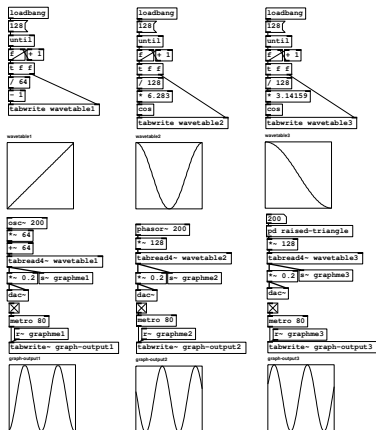 loadbang
128
until
f
+ 1
t f f
/ 64
- 1
tabwrite wavetable1
wavetable1
osc~ 200
*~ 64
+~ 64
tabread4~ wavetable1
*~ 0.2
s~ graphme1
dac~
metro 80
r~ graphme1
tabwrite~ graph-output1
graph-output1
loadbang
128
until
f
+ 1
t f f
/ 128
* 6.283
cos
tabwrite wavetable2
wavetable2
phasor~ 200
*~ 128
tabread4~ wavetable2
*~ 0.2
s~ graphme2
dac~
metro 80
r~ graphme2
tabwrite~ graph-output2
graph-output2
loadbang
128
until
f
+ 1
t f f
/ 128
* 3.14159
cos
tabwrite wavetable3
wavetable3
200
pd raised-triangle
*~ 128
tabread4~ wavetable3
*~ 0.2
s~ graphme3
dac~
metro 80
r~ graphme3
tabwrite~ graph-output3
graph-output3